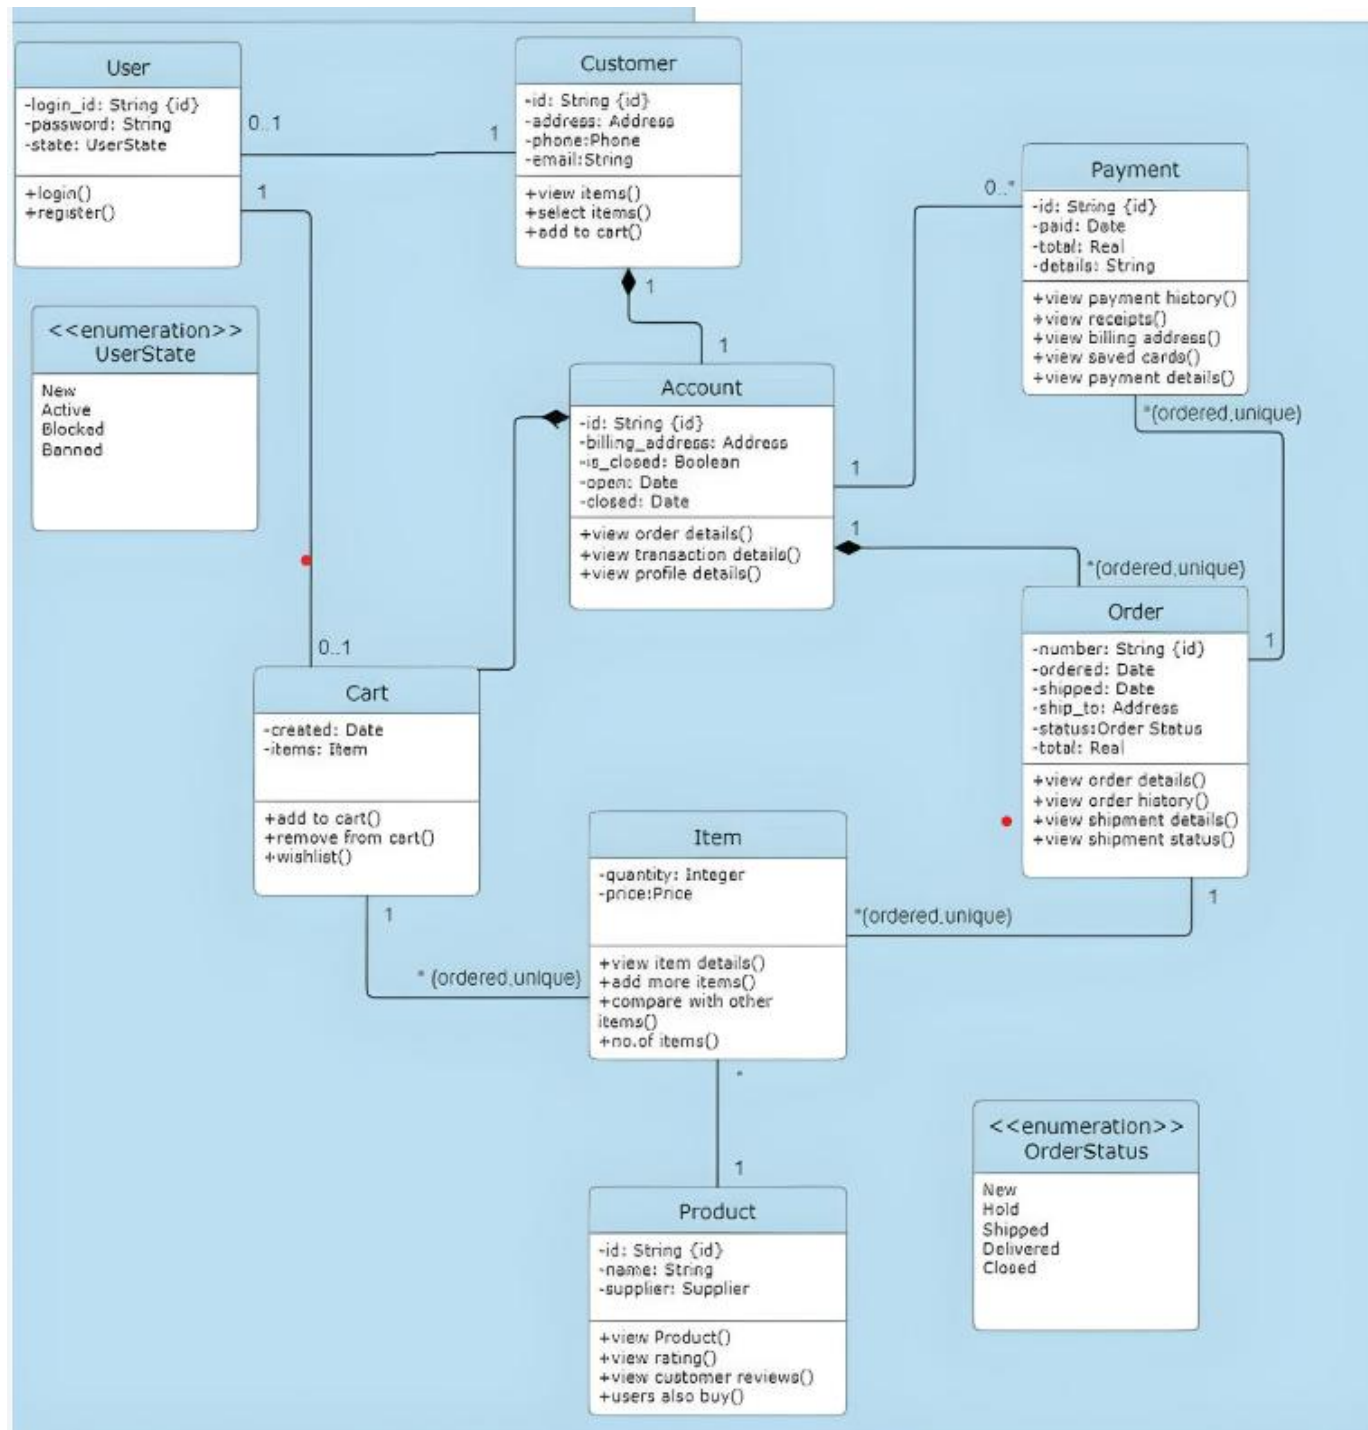 User
-login_id: String {id}
-password: String
-state: UserState
+login()
+register()
0..1
1
1
Customer
-id: String {id}
-address: Address
-phone:Phone
-email:String
+view items()
+select items()
+add to cart()
1
1
Payment
-id: String {id}
-paid: Date
-total: Real
-details: String
+view payment history()
+view receipts()
+view billing address()
+view saved cards()
+view payment details()
0..*
*(ordered,unique)
<<enumeration>>
UserState
New
Active
Blocked
Banned
Account
-id: String {id}
-billing_address: Address
-is_closed: Boolean
-open: Date
-closed: Date
+view order details()
+view transaction details()
+view profile details()
1
1
*(ordered,unique)
Order
-number: String {id}
-ordered: Date
-shipped: Date
-ship_to: Address
-status:Order Status
-total: Real
+view order details()
+view order history()
+view shipment details()
+view shipment status()
1
1
0..1
Cart
-created: Date
-items: Item
+add to cart()
+remove from cart()
+wishlist()
1
* (ordered,unique)
Item
-quantity: Integer
-price:Price
+view item details()
+add more items()
+compare with other
items()
+no.of items()
*(ordered,unique)
*
1
Product
-id: String {id}
-name: String
-supplier: Supplier
+view Product()
+view rating()
+view customer reviews()
+users also buy()
<<enumeration>>
OrderStatus
New
Hold
Shipped
Delivered
Closed